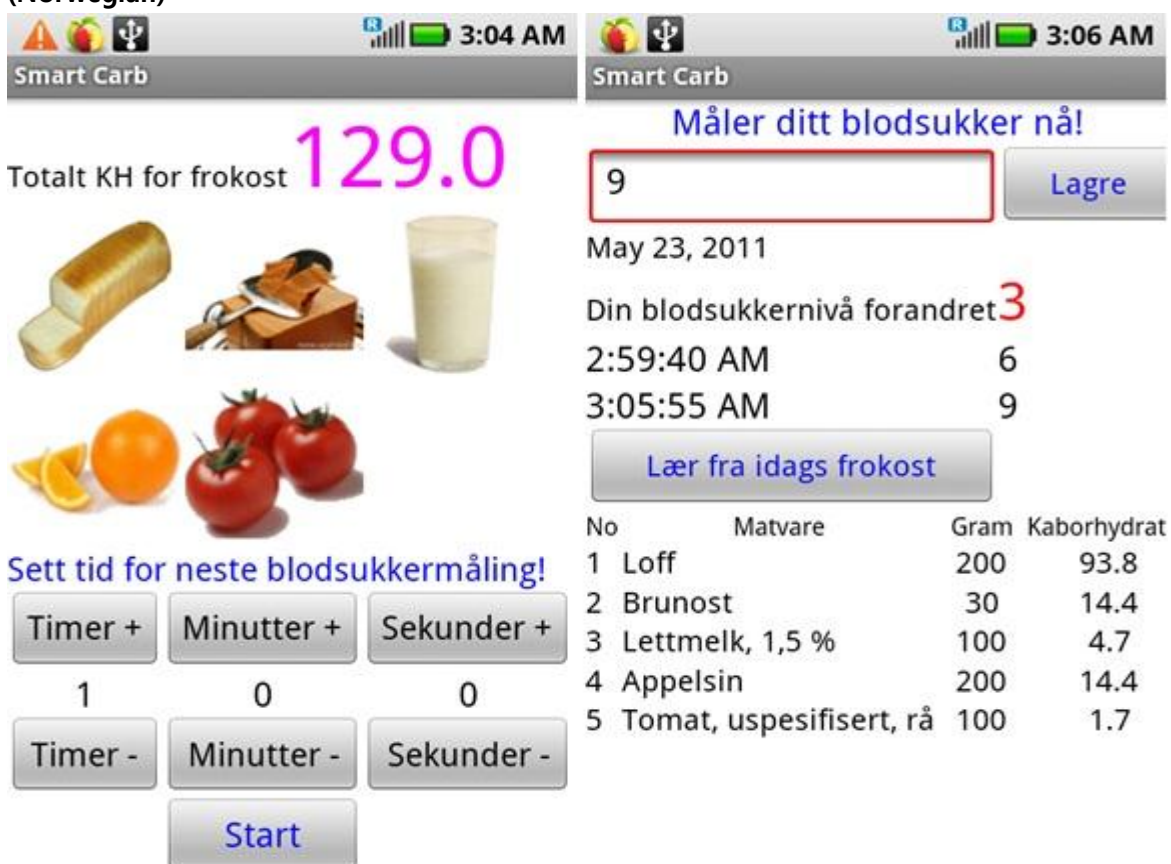 (Norwegian)
3:04 AM
Smart Carb
Totalt KH for frokost 129.0
Sett tid for neste blodsukkermåling!
Timer + Minutter + Sekunder +
1 0 0
Timer - Minutter - Sekunder -
Start
R 3:06 AM
Smart Carb
Måler ditt blodsukker nå!
9 Lagre
May 23, 2011
Din blodsukkernivå forandret 3
2:59:40 AM 6
3:05:55 AM 9
Lær fra idags frokost
No Matvare Gram Kaborhydrat
1 Loff 200 93.8
2 Brunost 30 14.4
3 Lettmelk, 1,5 % 100 4.7
4 Appelsin 200 14.4
5 Tomat, uspesifisert, rå 100 1.7